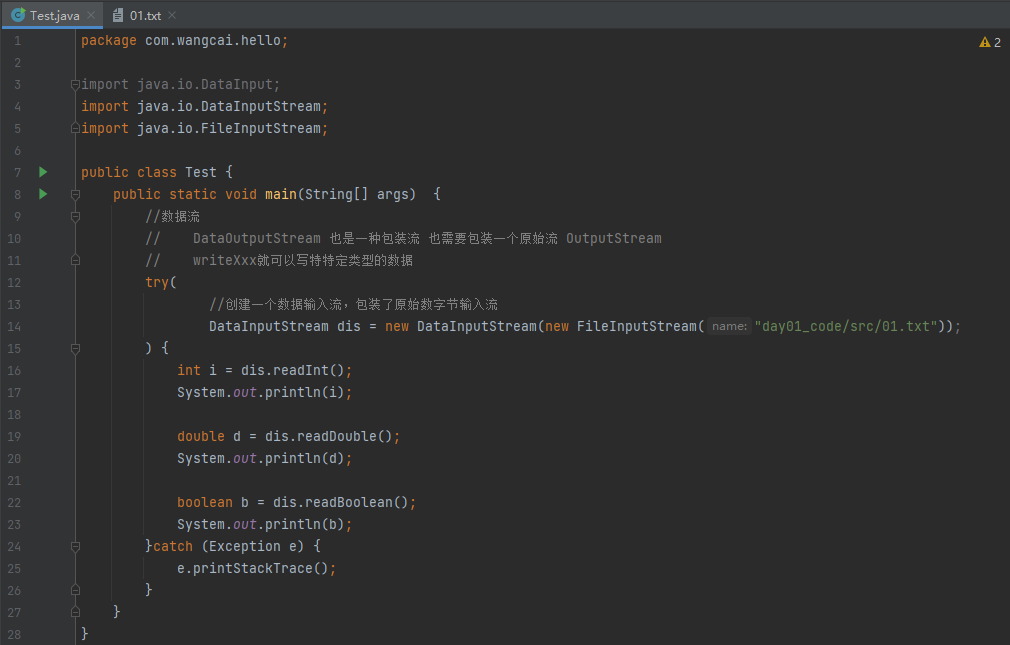 Test.java
01.txt
2
1 package com.wangcai.hello;
2
3 import java.io.DataInput;
4 import java.io.DataInputStream;
5 import java.io.FileInputStream;
6
7 public class Test {
8 public static void main(String[] args)  {
9 //数据流
10 //    DataOutputStream 也是一种包装流 也需要包装一个原始流 OutputStream
11 //    writeXxx就可以写特特定类型的数据
12 try(
13 //创建一个数据输入流，包装了原始数字节输入流
14 DataInputStream dis = new DataInputStream(new FileInputStream( name: "day01_code/src/01.txt"));
15 ) {
16 int i = dis.readInt();
17 System.out.println(i);
18
19 double d = dis.readDouble();
20 System.out.println(d);
21
22 boolean b = dis.readBoolean();
23 System.out.println(b);
24 }catch (Exception e) {
25 e.printStackTrace();
26 }
27 }
28 }